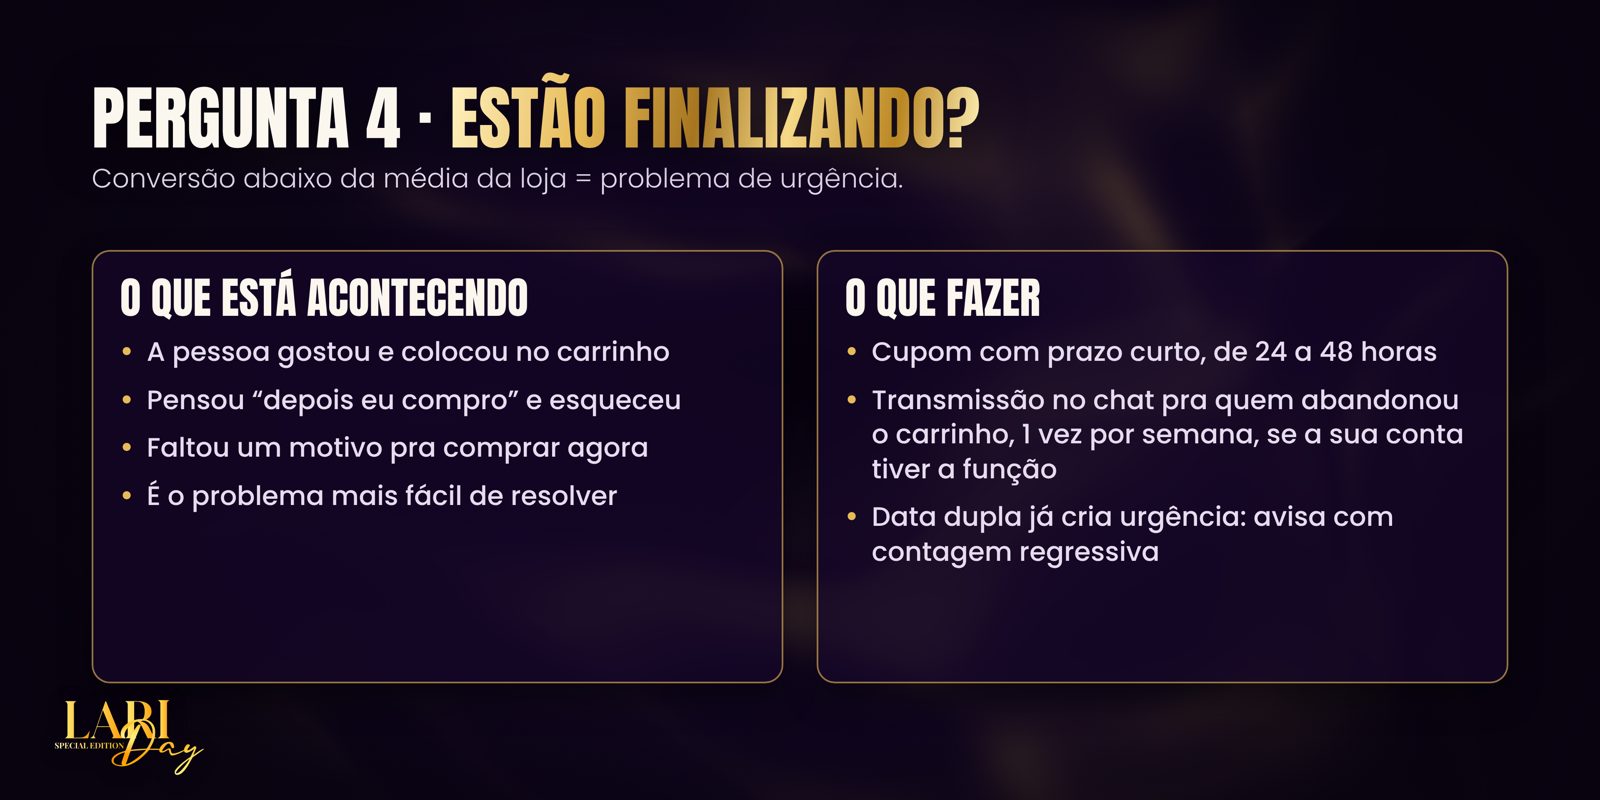 PERGUNTA 4 · ESTÃO FINALIZANDO?
Conversão abaixo da média da loja = problema de urgência.
O QUE ESTÁ ACONTECENDO
• A pessoa gostou e colocou no carrinho
• Pensou “depois eu compro” e esqueceu
• Faltou um motivo pra comprar agora
• É o problema mais fácil de resolver
O QUE FAZER
• Cupom com prazo curto, de 24 a 48 horas
• Transmissão no chat pra quem abandonou
o carrinho, 1 vez por semana, se a sua conta
tiver a função
• Data dupla já cria urgência: avisa com
contagem regressiva
LARI
SPECIAL EDITION Day